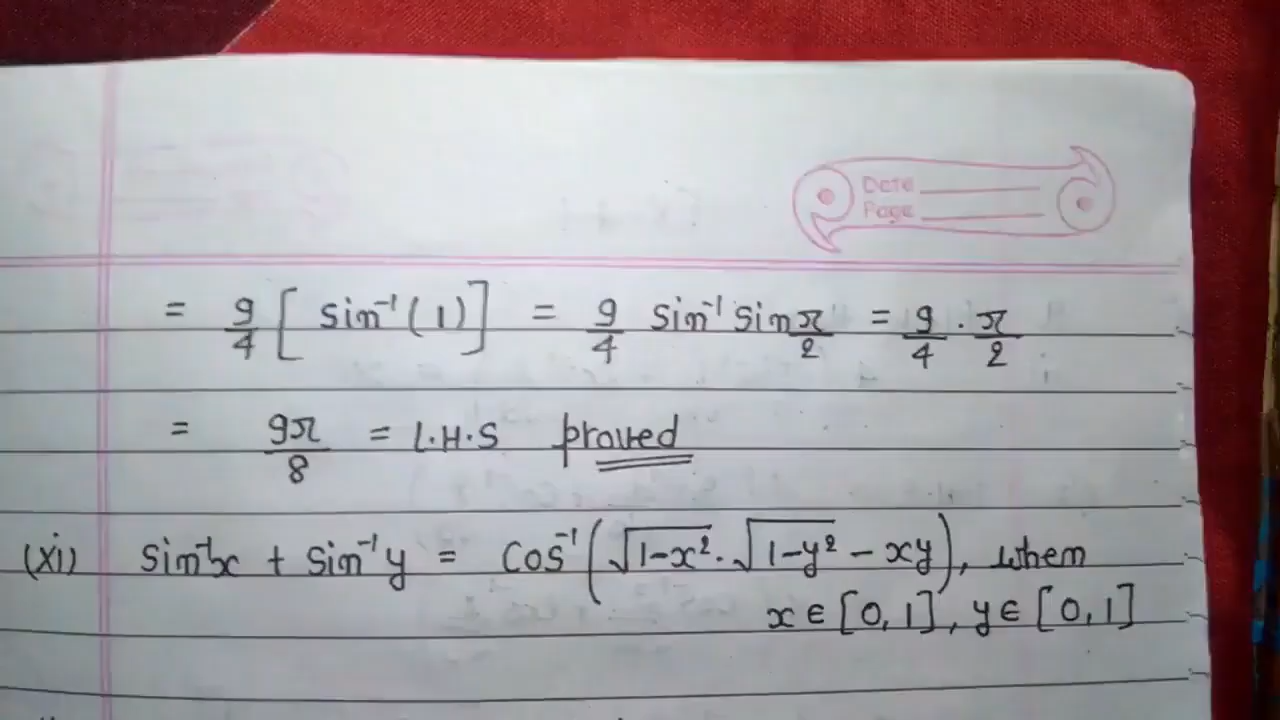 Date
Page
= 9/4 [ sin⁻¹(1) ] = 9/4 sin⁻¹ sin π/2 = 9/4 . π/2
= 9π/8 = L.H.S proved
(xi) sin⁻¹x + sin⁻¹y = cos⁻¹(√1-x² . √1-y² - xy), when
x ∈ [0, 1], y ∈ [0, 1]